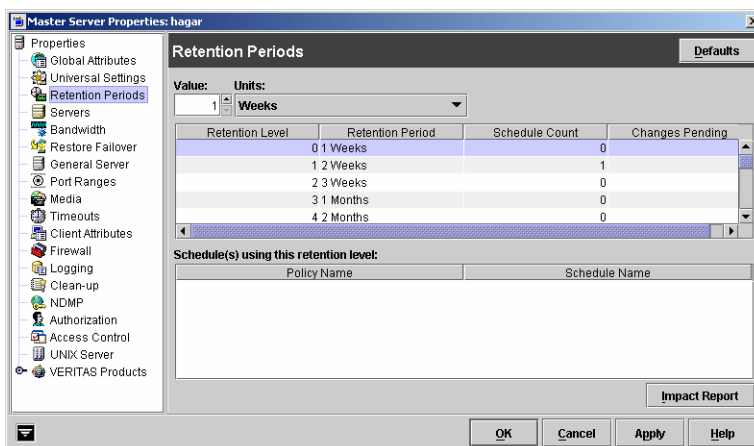 Master Server Properties: hagar
Properties
Global Attributes
Universal Settings
Retention Periods
Servers
Bandwidth
Restore Failover
General Server
Port Ranges
Media
Timeouts
Client Attributes
Firewall
Logging
Clean-up
NDMP
Authorization
Access Control
UNIX Server
VERITAS Products
Retention Periods
Defaults
Value: Units:
1 Weeks
Retention Level Retention Period Schedule Count Changes Pending
0 1 Weeks 0
1 2 Weeks 1
2 3 Weeks 0
3 1 Months 0
4 2 Months 0
Schedule(s) using this retention level:
Policy Name Schedule Name
Impact Report
OK Cancel Apply Help